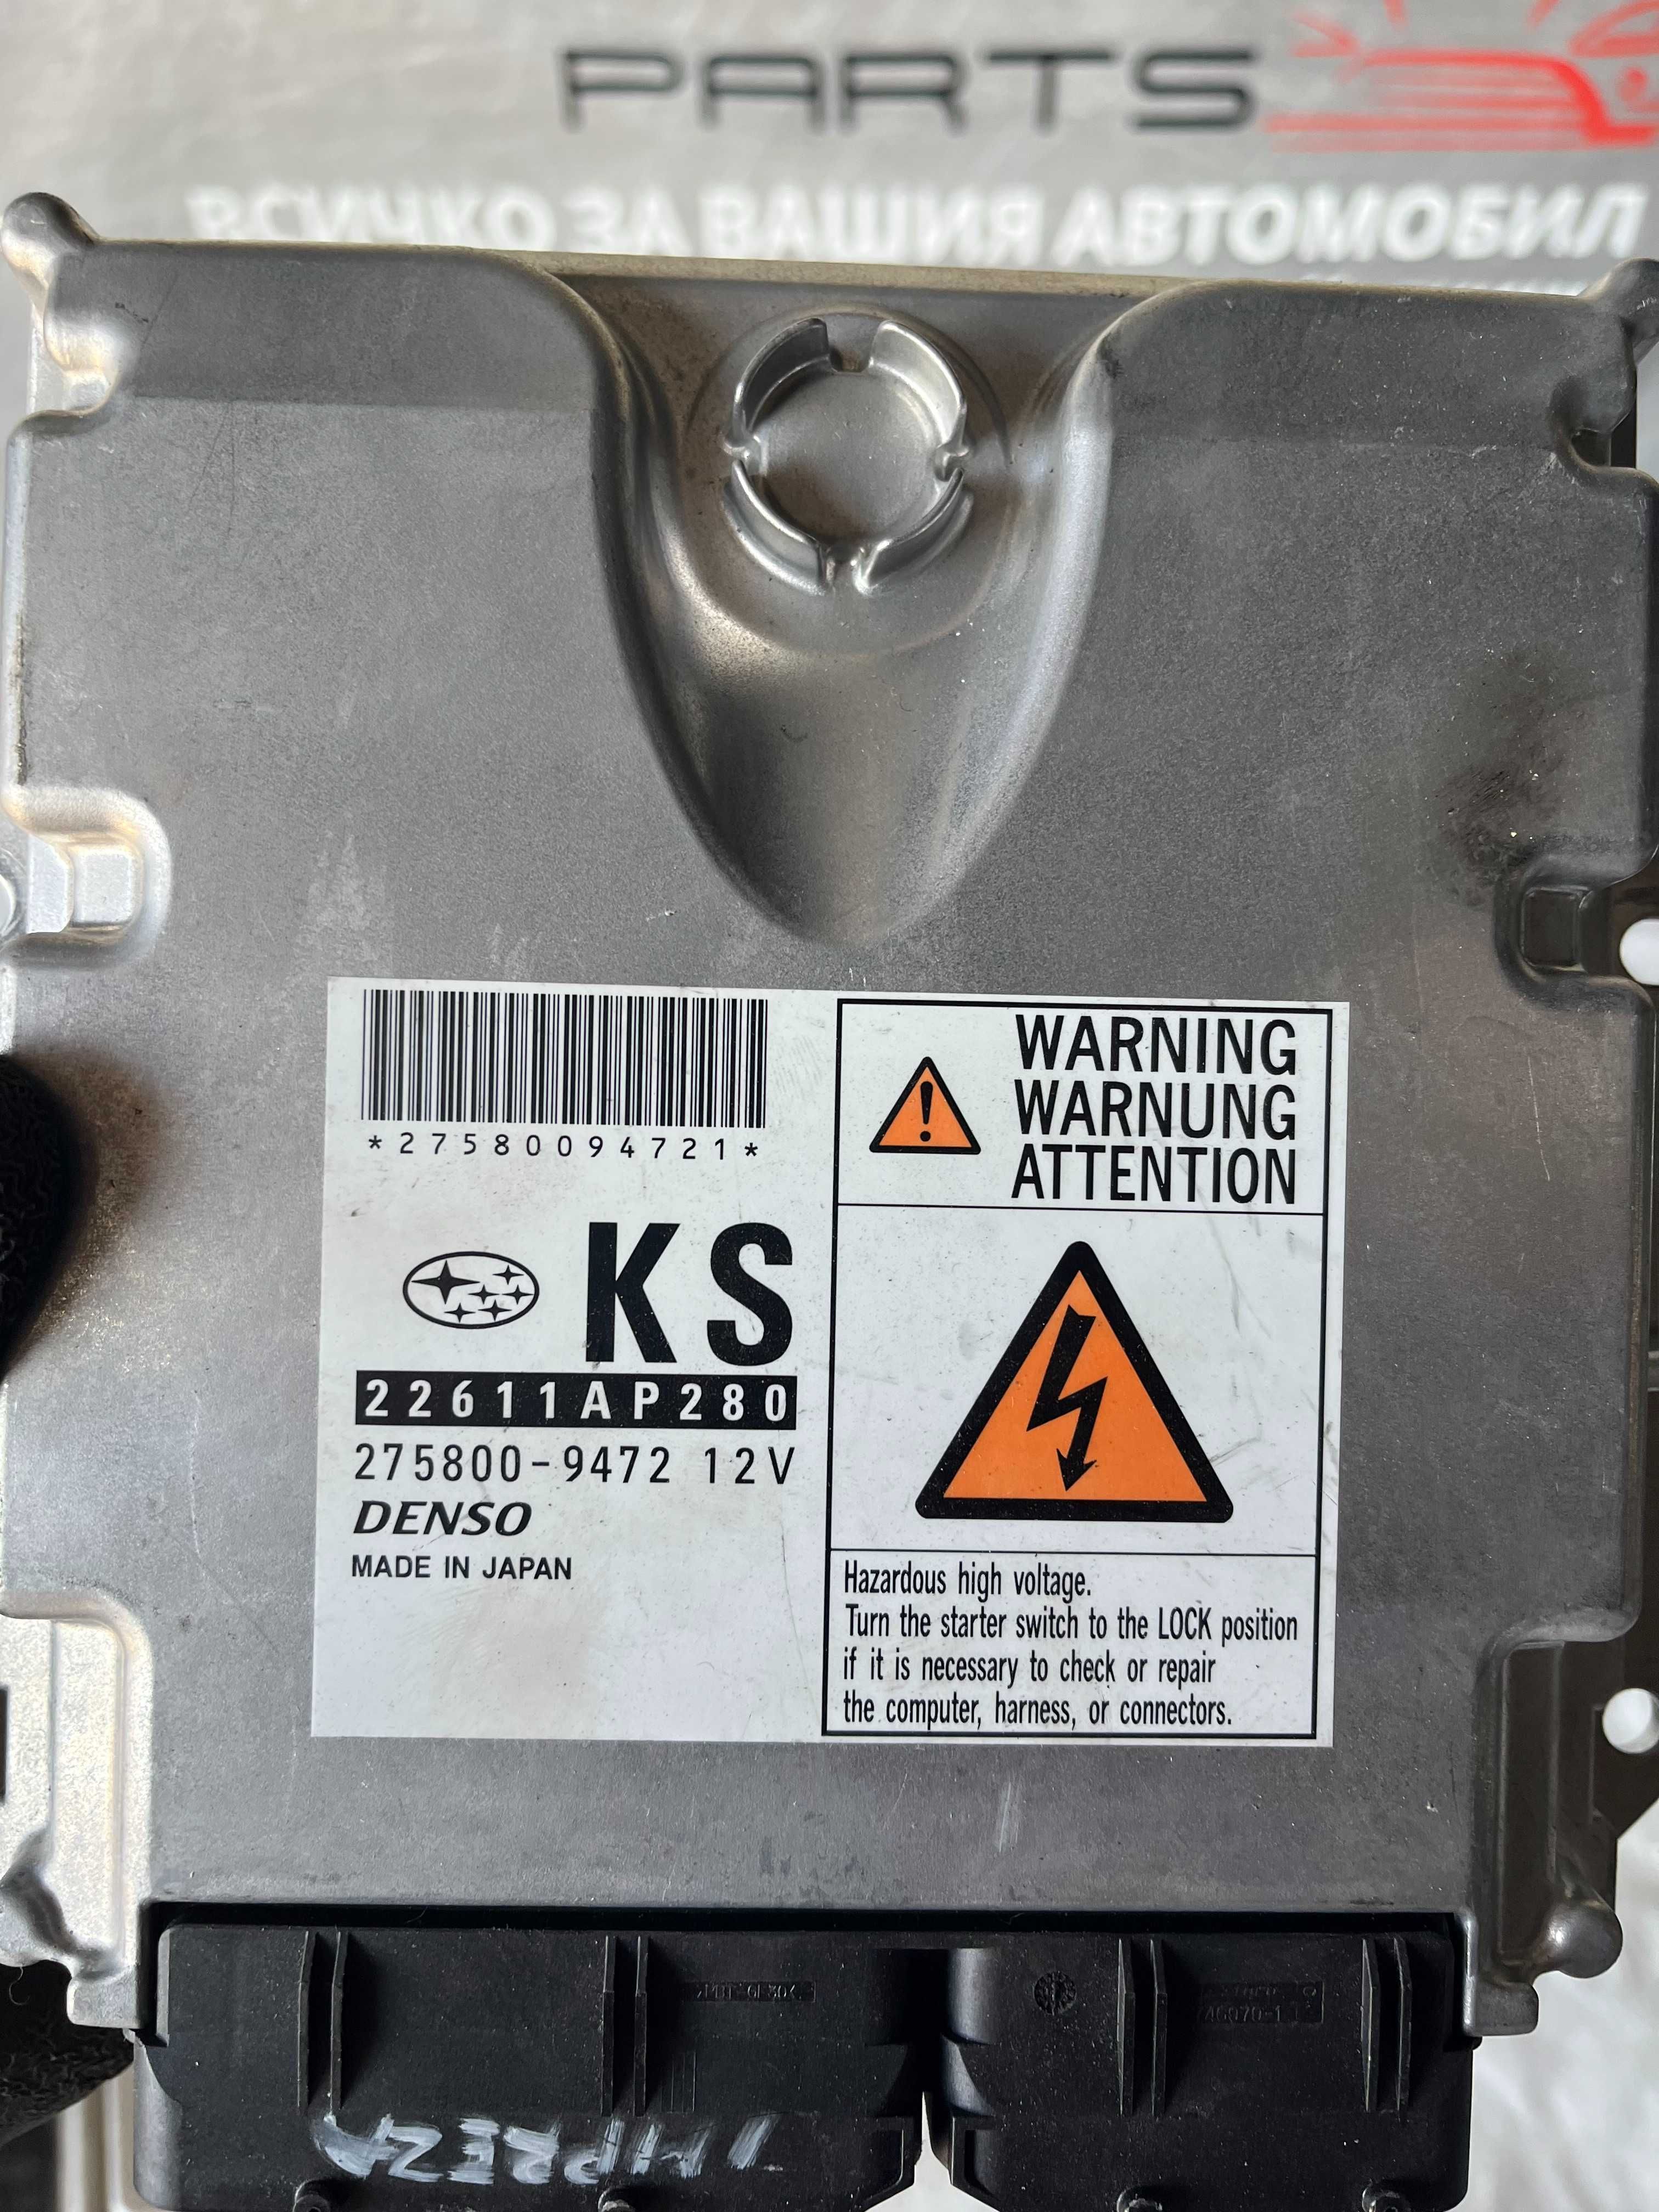 PARTS
ВСИЧКО ЗА ВАШИЯ АВТОМОБИЛ
*27580094721*
KS
22611AP280
275800-9472 12V
DENSO
MADE IN JAPAN
WARNING
WARNUNG
ATTENTION
Hazardous high voltage.
Turn the starter switch to the LOCK position
if it is necessary to check or repair
the computer, harness, or connectors.
IMPREZA